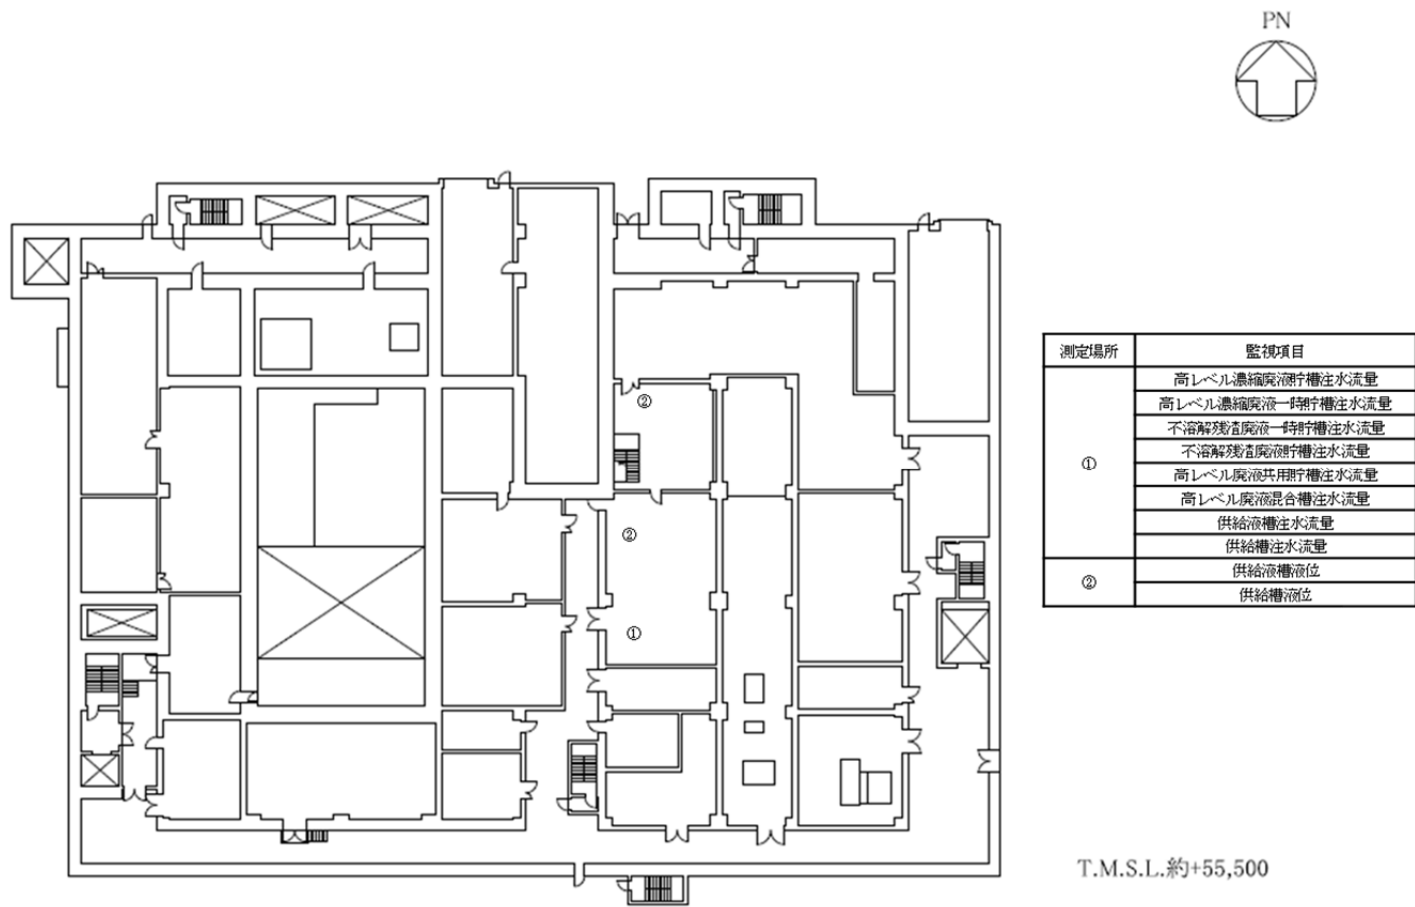 PN
測定場所 監視項目
① 高レベル濃縮廃液貯槽注水流量
高レベル濃縮廃液一時貯槽注水流量
不溶解残渣廃液一時貯槽注水流量
不溶解残渣廃液貯槽注水流量
高レベル廃液共用貯槽注水流量
高レベル廃液混合槽注水流量
供給液槽注水流量
供給槽注水流量
② 供給液槽液位
供給槽液位
②
②
①
T.M.S.L.約+55,500